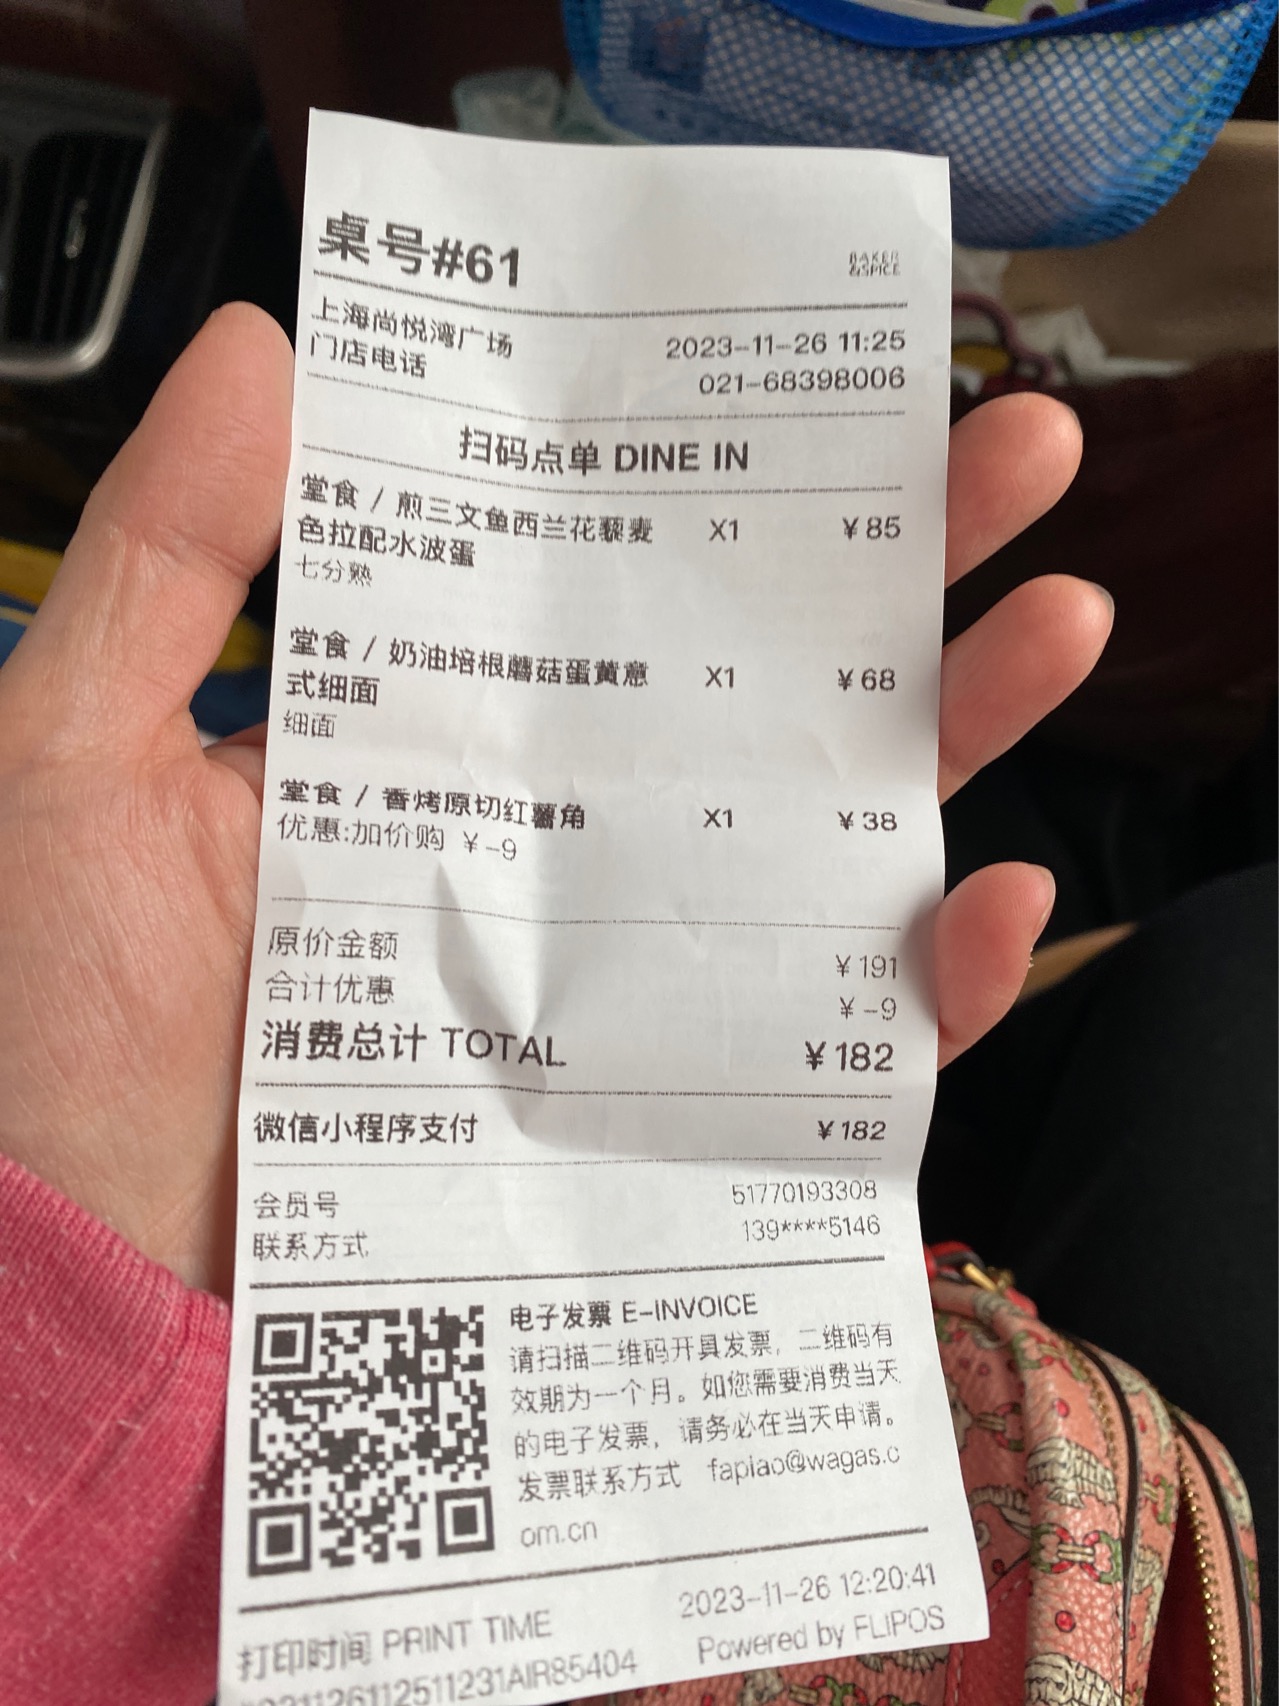 桌号#61
BAKER
&SPICE
上海尚悦湾广场 2023-11-26 11:25
门店电话 021-68398006
扫码点单 DINE IN
堂食 / 煎三文鱼西兰花藜麦 X1 ¥85
色拉配水波蛋
七分熟
堂食 / 奶油培根蘑菇蛋黄意 X1 ¥68
式细面
细面
堂食 / 香烤原切红薯角 X1 ¥38
优惠:加价购 ¥-9
原价金额 ¥191
合计优惠 ¥-9
消费总计 TOTAL ¥182
微信小程序支付 ¥182
会员号 51770193308
联系方式 139****5146
电子发票 E-INVOICE
请扫描二维码开具发票，二维码有
效期为一个月。如您需要消费当天
的电子发票，请务必在当天申请。
发票联系方式 fapiao@wagas.c
om.cn
打印时间 PRINT TIME 2023-11-26 12:20:41
Powered by FLIPOS